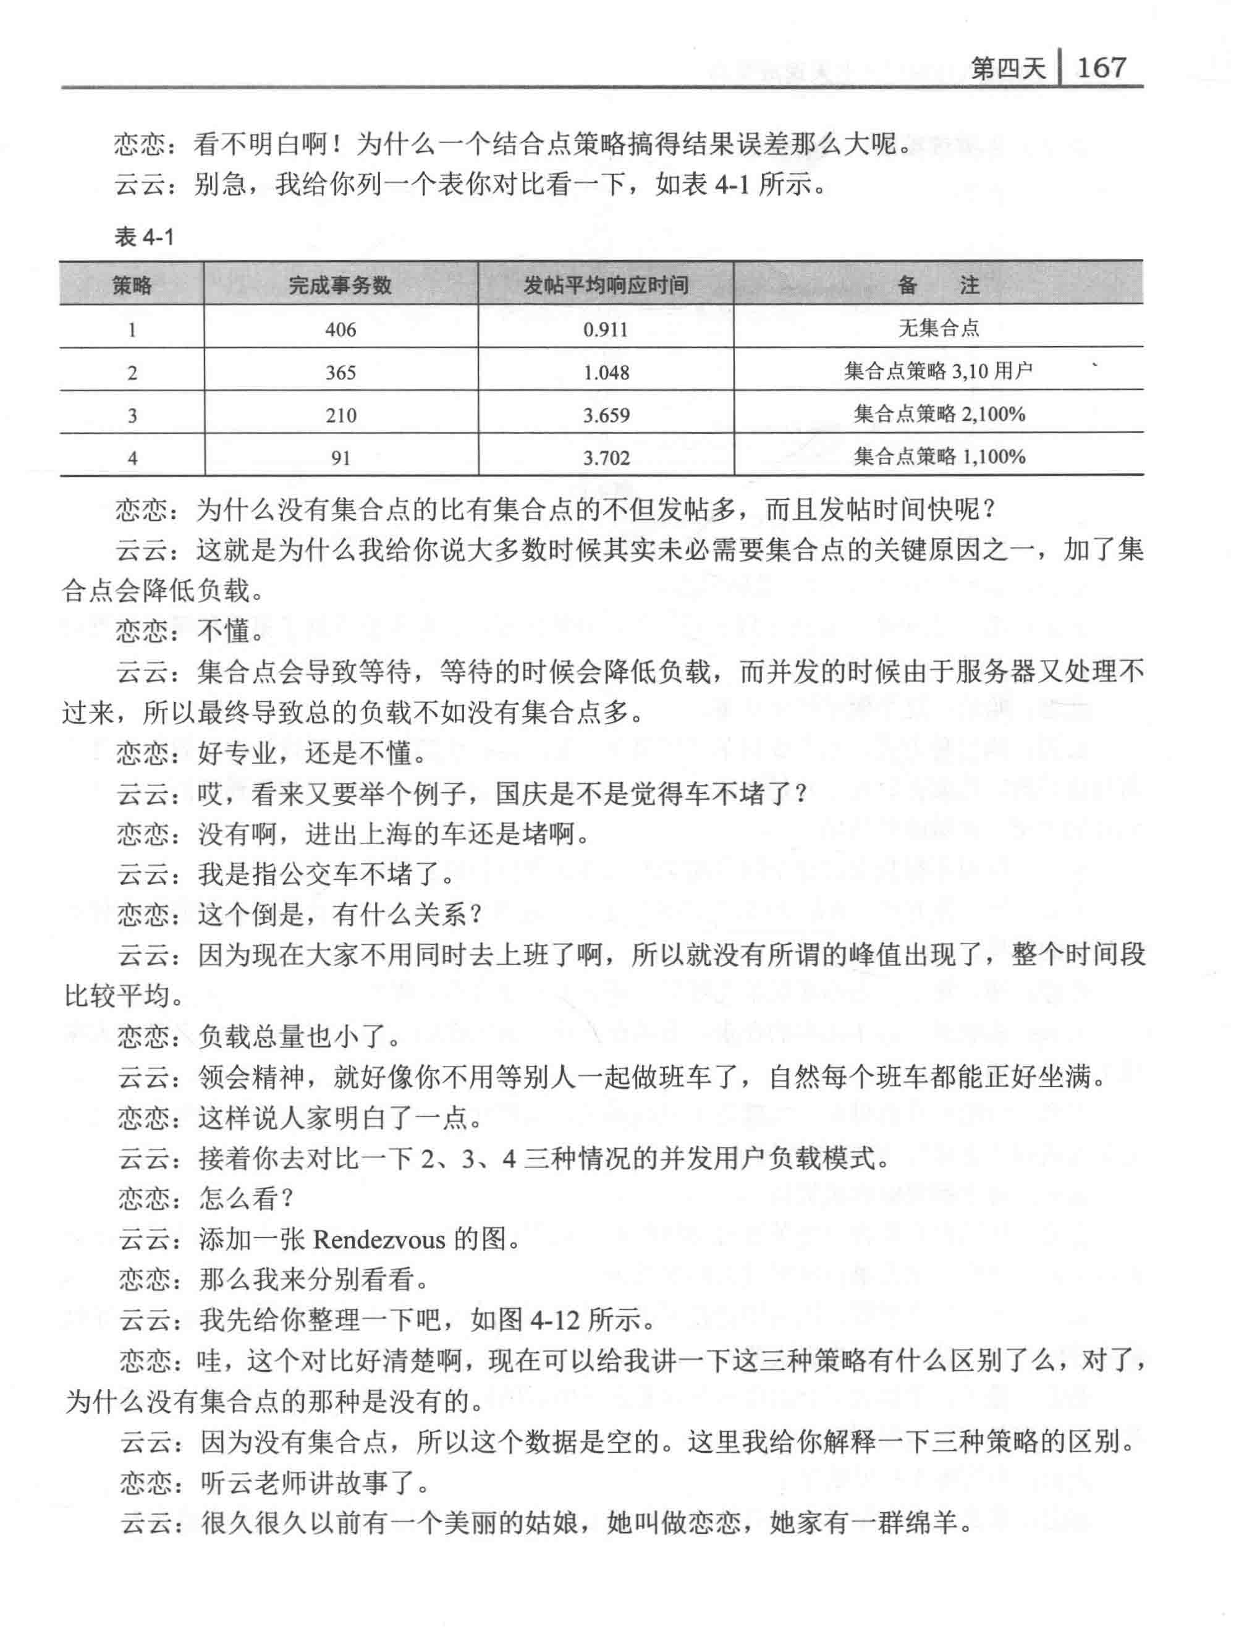 第四天 167
恋恋：看不明白啊！为什么一个结合点策略搞得结果误差那么大呢。
云云：别急，我给你列一个表你对比看一下，如表 4-1 所示。
表 4-1
策略 完成事务数 发帖平均响应时间 备 注
1 406 0.911 无集合点
2 365 1.048 集合点策略 3,10 用户
3 210 3.659 集合点策略 2,100%
4 91 3.702 集合点策略 1,100%
恋恋：为什么没有集合点的比有集合点的不但发帖多，而且发帖时间快呢？
云云：这就是为什么我给你说大多数时候其实未必需要集合点的关键原因之一，加了集
合点会降低负载。
恋恋：不懂。
云云：集合点会导致等待，等待的时候会降低负载，而并发的时候由于服务器又处理不
过来，所以最终导致总的负载不如没有集合点多。
恋恋：好专业，还是不懂。
云云：哎，看来又要举个例子，国庆是不是觉得车不堵了？
恋恋：没有啊，进出上海的车还是堵啊。
云云：我是指公交车不堵了。
恋恋：这个倒是，有什么关系？
云云：因为现在大家不用同时去上班了啊，所以就没有所谓的峰值出现了，整个时间段
比较平均。
恋恋：负载总量也小了。
云云：领会精神，就好像你不用等别人一起做班车了，自然每个班车都能正好坐满。
恋恋：这样说人家明白了一点。
云云：接着你去对比一下 2、3、4 三种情况的并发用户负载模式。
恋恋：怎么看？
云云：添加一张 Rendezvous 的图。
恋恋：那么我来分别看看。
云云：我先给你整理一下吧，如图 4-12 所示。
恋恋：哇，这个对比好清楚啊，现在可以给我讲一下这三种策略有什么区别了么，对了，
为什么没有集合点的那种是没有的。
云云：因为没有集合点，所以这个数据是空的。这里我给你解释一下三种策略的区别。
恋恋：听云老师讲故事了。
云云：很久很久以前有一个美丽的姑娘，她叫做恋恋，她家有一群绵羊。